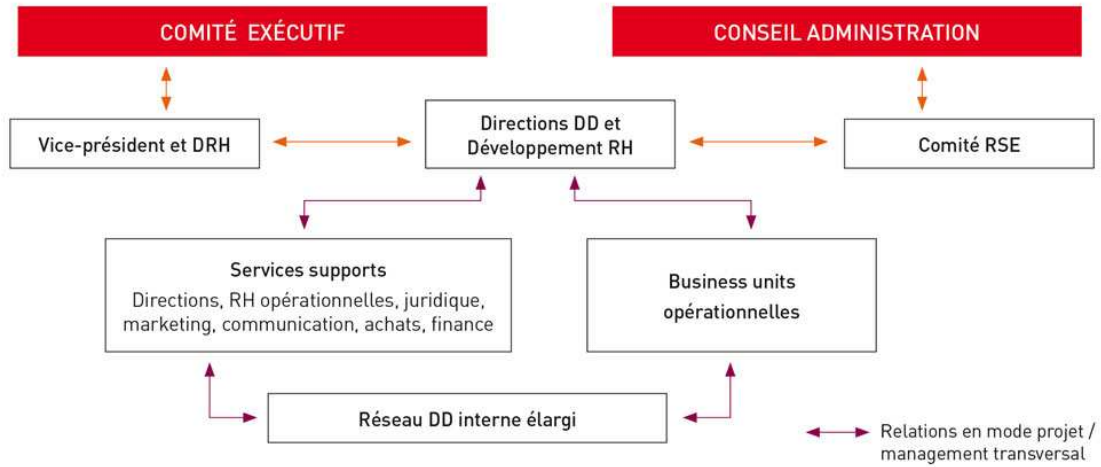 COMITÉ EXÉCUTIF
CONSEIL ADMINISTRATION
Vice-président et DRH
Directions DD et
Développement RH
Comité RSE
Services supports
Directions, RH opérationnelles, juridique,
marketing, communication, achats, finance
Business units
opérationnelles
Réseau DD interne élargi
Relations en mode projet /
management transversal